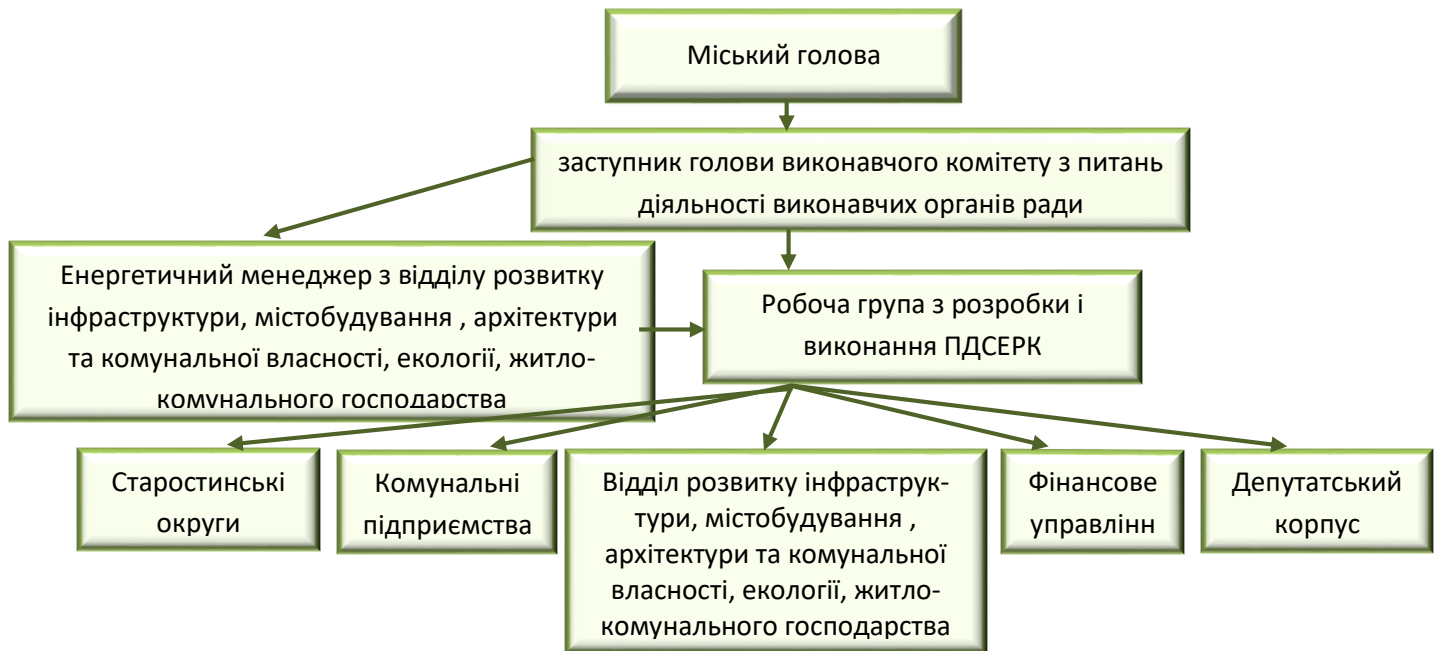 Міський голова
заступник голови виконавчого комітету з питань
діяльності виконавчих органів ради
Енергетичний менеджер з відділу розвитку
інфраструктури, містобудування , архітектури
та комунальної власності, екології, житло-
комунального господарства
Робоча група з розробки і
виконання ПДСЕРК
Старостинські
округи
Комунальні
підприємства
Відділ розвитку інфраструк-
тури, містобудування ,
архітектури та комунальної
власності, екології, житло-
комунального господарства
Фінансове
управлінн
Депутатський
корпус